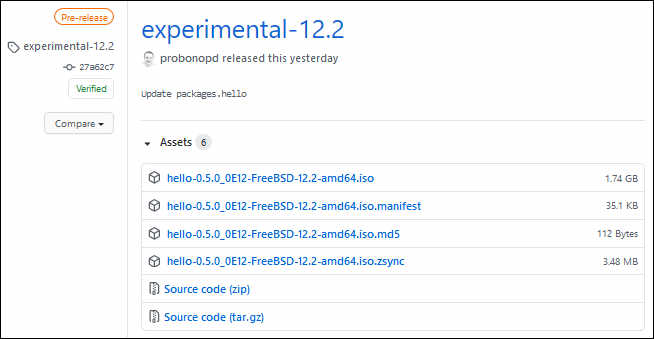 Pre-release
experimental-12.2
27a62c7
Verified
Compare
experimental-12.2
probonopd released this yesterday
Update packages.hello
Assets 6
hello-0.5.0_0E12-FreeBSD-12.2-amd64.iso 1.74 GB
hello-0.5.0_0E12-FreeBSD-12.2-amd64.iso.manifest 35.1 KB
hello-0.5.0_0E12-FreeBSD-12.2-amd64.iso.md5 112 Bytes
hello-0.5.0_0E12-FreeBSD-12.2-amd64.iso.zsync 3.48 MB
Source code (zip)
Source code (tar.gz)